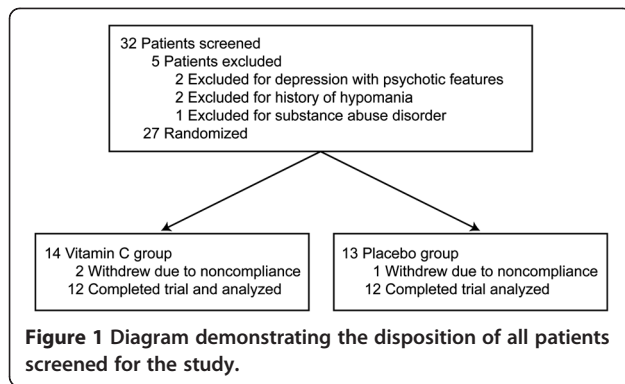 32 Patients screened
5 Patients excluded
2 Excluded for depression with psychotic features
2 Excluded for history of hypomania
1 Excluded for substance abuse disorder
27 Randomized
14 Vitamin C group
2 Withdrew due to noncompliance
12 Completed trial and analyzed
13 Placebo group
1 Withdrew due to noncompliance
12 Completed trial and analyzed
Figure 1 Diagram demonstrating the disposition of all patients
screened for the study.